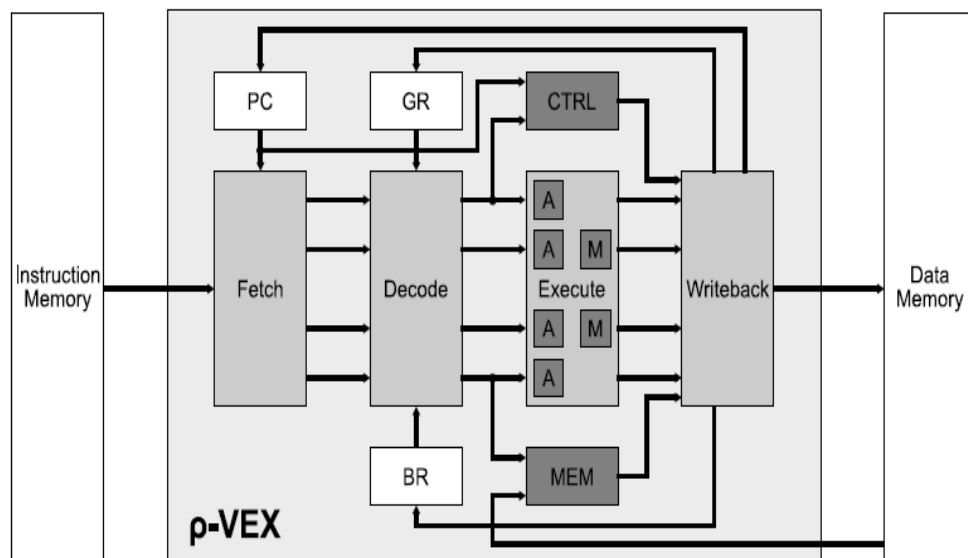 PC
GR
CTRL
A
A
M
Instruction
Memory
Fetch
Decode
Execute
Writeback
Data
Memory
A
M
A
BR
MEM
ρ-VEX